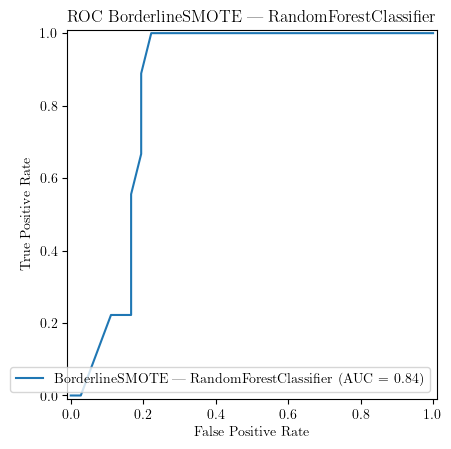 ROC BorderlineSMOTE — RandomForestClassifier
1.0
0.8
0.6
0.4
0.2
0.0
True Positive Rate
BorderlineSMOTE — RandomForestClassifier (AUC = 0.84)
0.0 0.2 0.4 0.6 0.8 1.0
False Positive Rate